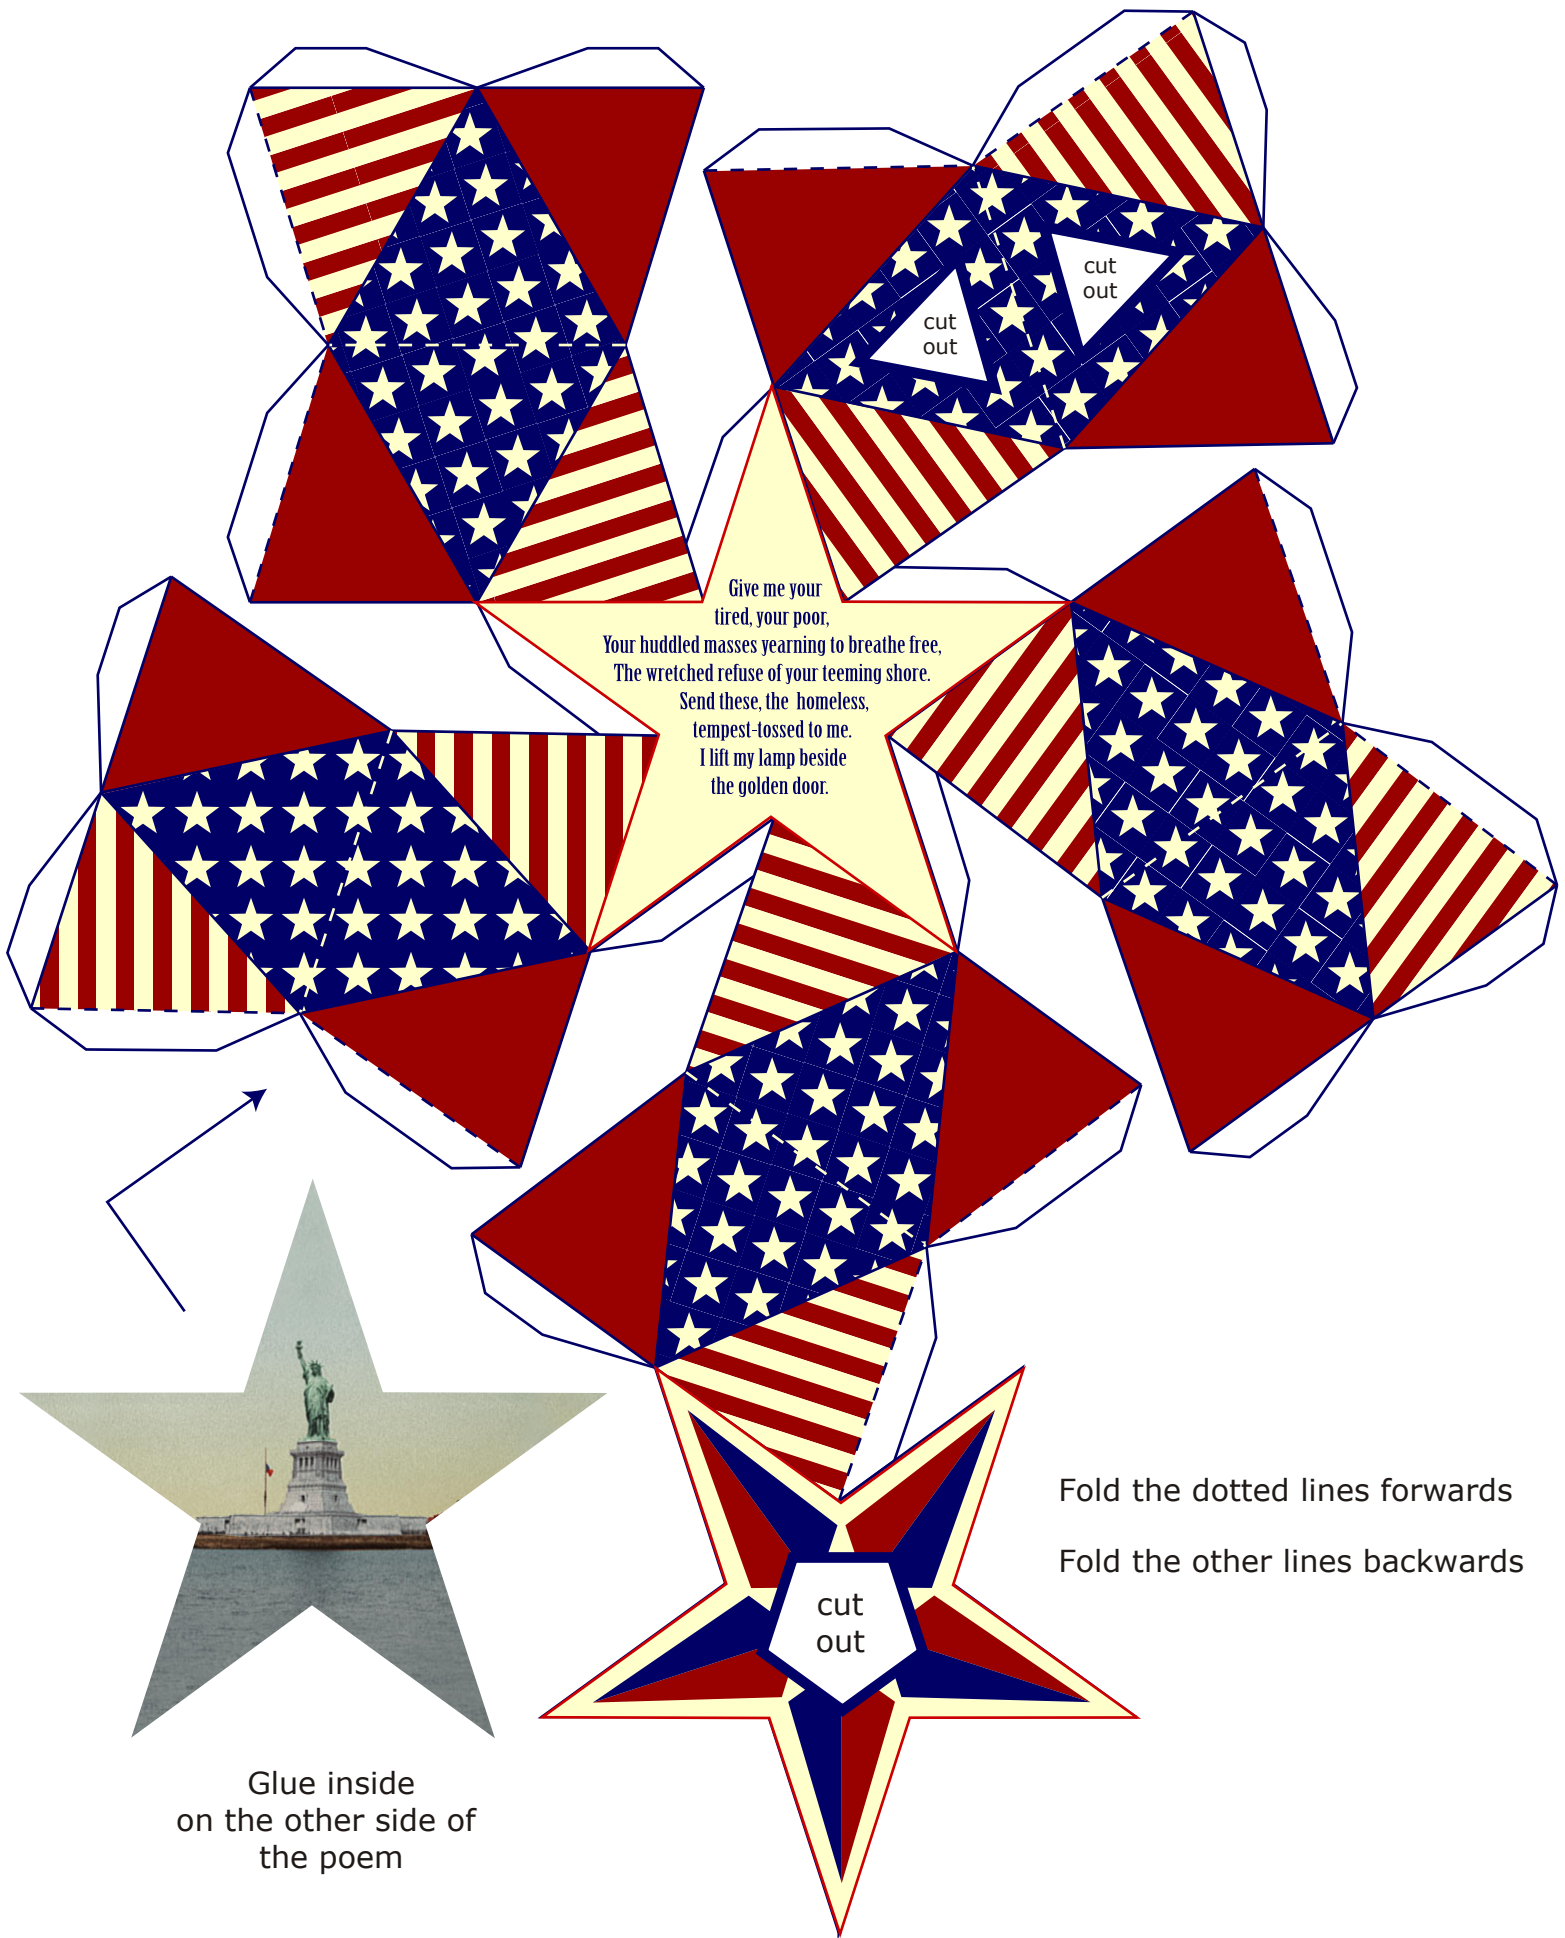 cut
out
cut
out
Give me your
tired, your poor,
Your huddled masses yearning to breathe free,
The wretched refuse of your teeming shore.
Send these, the homeless,
tempest-tossed to me.
I lift my lamp beside
the golden door.
Fold the dotted lines forwards
Fold the other lines backwards
cut
out
Glue inside
on the other side of
the poem